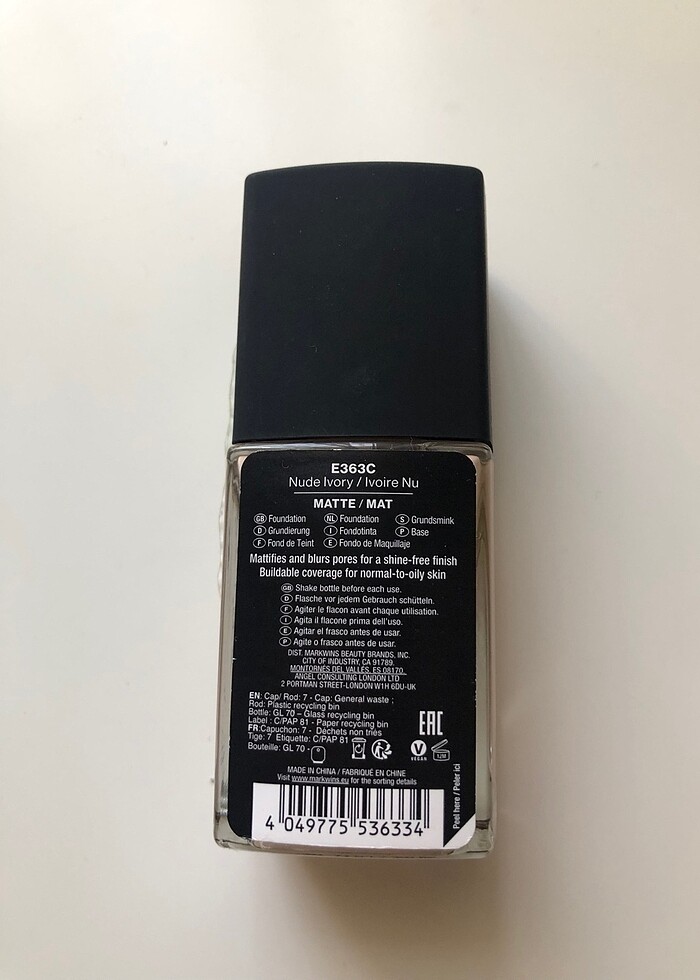 E363C
Nude Ivory / Ivoire Nu
MATTE / MAT
GB Foundation NL Foundation S Grundsmink
D Grundierung I Fondotinta P Base
F Fond de Teint E Fondo de Maquillaje
Mattifies and blurs pores for a shine-free finish
Buildable coverage for normal-to-oily skin
GB Shake bottle before each use.
D Flasche vor jedem Gebrauch schütteln.
F Agiter le flacon avant chaque utilisation.
I Agita il flacone prima dell'uso.
E Agitar el frasco antes de usar.
P Agite o frasco antes de usar.
DIST. MARKWINS BEAUTY BRANDS, INC.
CITY OF INDUSTRY, CA 91789.
MONTORNÉS DEL VALLÉS, ES 08170.
ANGEL CONSULTING LONDON LTD
2 PORTMAN STREET-LONDON W1H 6DU-UK
EN: Cap/ Rod: 7 - Cap: General waste ;
Rod: Plastic recycling bin
Bottle: GL 70 – Glass recycling bin
Label : C/PAP 81 - Paper recycling bin
FR:Capuchon: 7 - Déchets non triés
Tige: 7 Etiquette: C/PAP 81
Bouteille: GL 70 -
EAC
V VEGAN
12M
MADE IN CHINA / FABRIQUÉ EN CHINE
Visit www.markwins.eu for the sorting details
Peel here / Peler ici
4 049775 536334